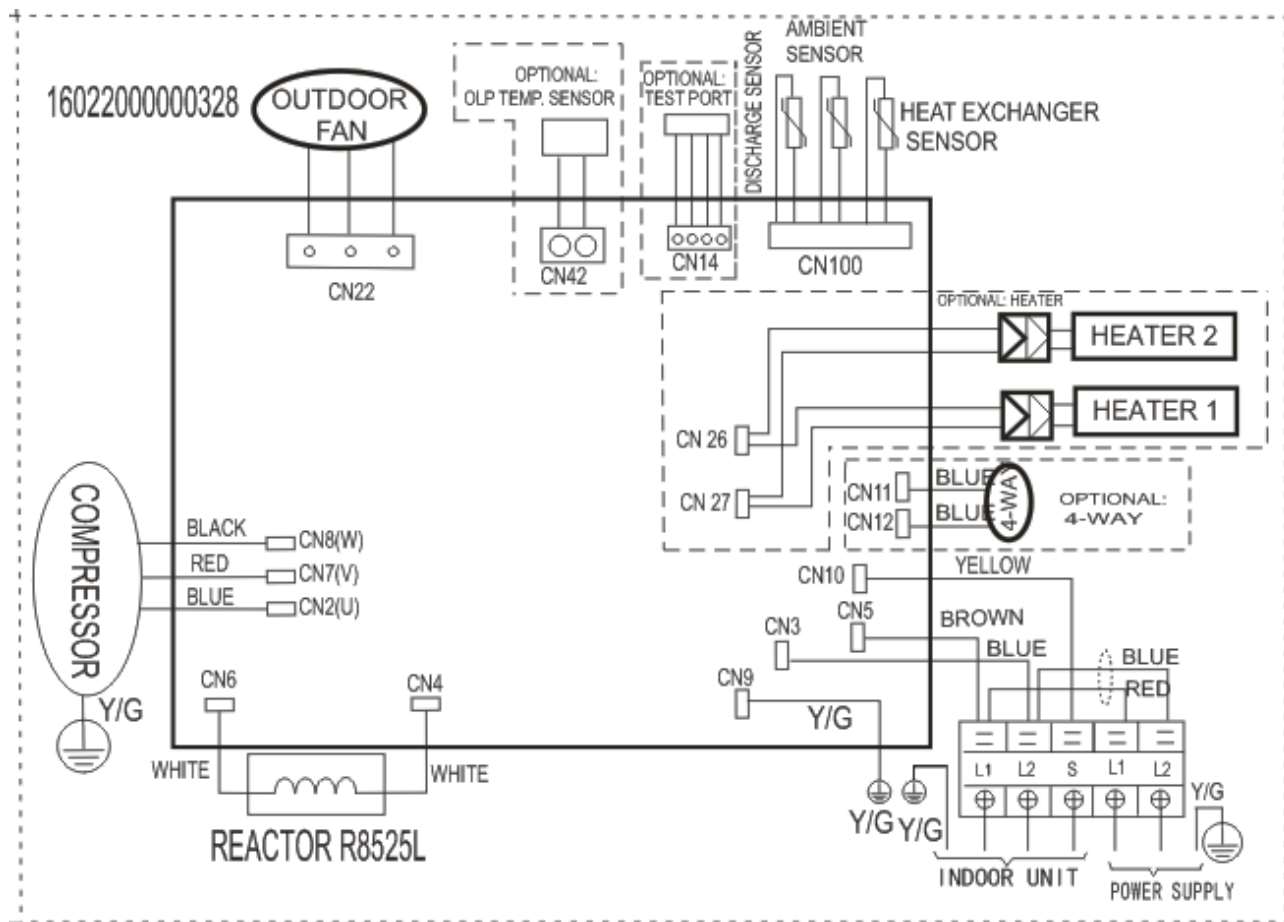 16022000000328
OUTDOOR
FAN
OPTIONAL:
OLP TEMP. SENSOR
OPTIONAL:
TEST PORT
DISCHARGE SENSOR
AMBIENT
SENSOR
HEAT EXCHANGER
SENSOR
CN22
CN42
CN14
CN100
OPTIONAL: HEATER
HEATER 2
HEATER 1
CN 26
CN 27
CN11
BLUE
CN12
BLUE
4-WAY
OPTIONAL:
4-WAY
COMPRESSOR
BLACK
CN8(W)
RED
CN7(V)
BLUE
CN2(U)
Y/G
CN10
YELLOW
CN5
BROWN
CN3
BLUE
BLUE
RED
CN9
Y/G
CN6
CN4
WHITE
WHITE
REACTOR R8525L
L1 L2 S L1 L2
Y/G
Y/G
Y/G
INDOOR UNIT
POWER SUPPLY